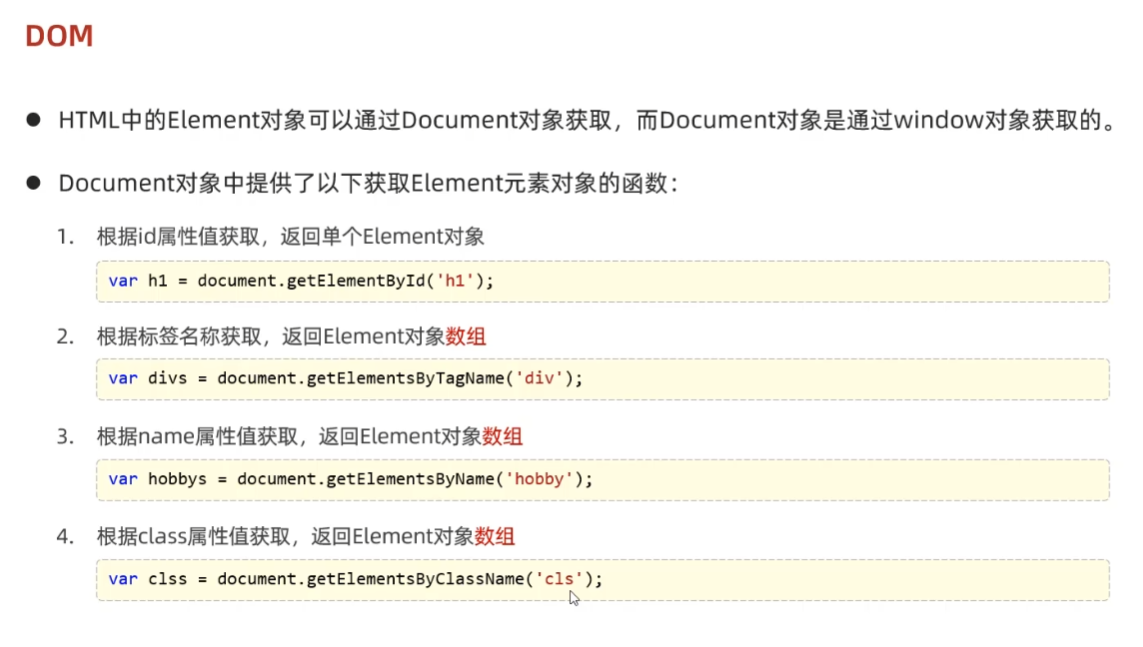 DOM
● HTML中的Element对象可以通过Document对象获取，而Document对象是通过window对象获取的。
● Document对象中提供了以下获取Element元素对象的函数：
1. 根据id属性值获取，返回单个Element对象
var h1 = document.getElementById('h1');
2. 根据标签名称获取，返回Element对象数组
var divs = document.getElementsByTagName('div');
3. 根据name属性值获取，返回Element对象数组
var hobbys = document.getElementsByName('hobby');
4. 根据class属性值获取，返回Element对象数组
var clss = document.getElementsByClassName('cls');